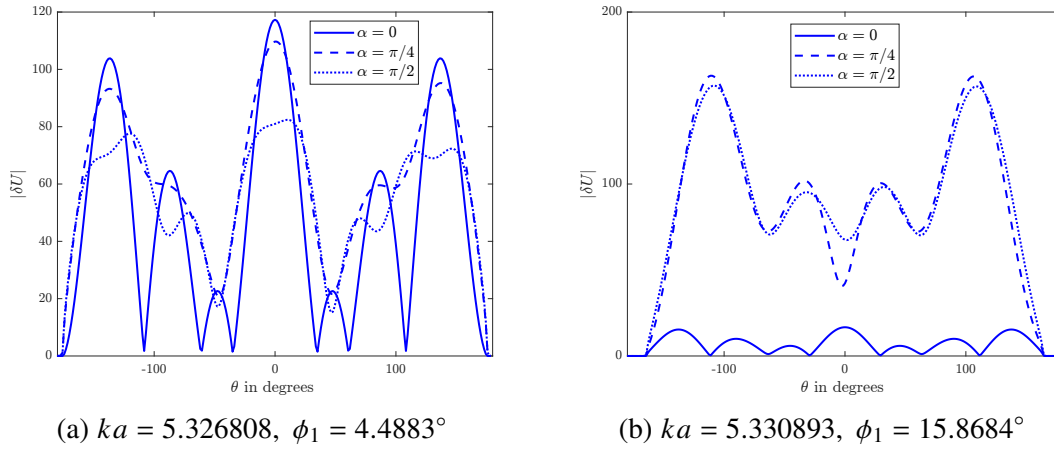 120
100
80
60
40
20
0
|δU|
α = 0
α = π/4
α = π/2
-100 0 100
θ in degrees
(a) ka = 5.326808, ϕ₁ = 4.4883°
200
100
0
|δU|
α = 0
α = π/4
α = π/2
-100 0 100
θ in degrees
(b) ka = 5.330893, ϕ₁ = 15.8684°